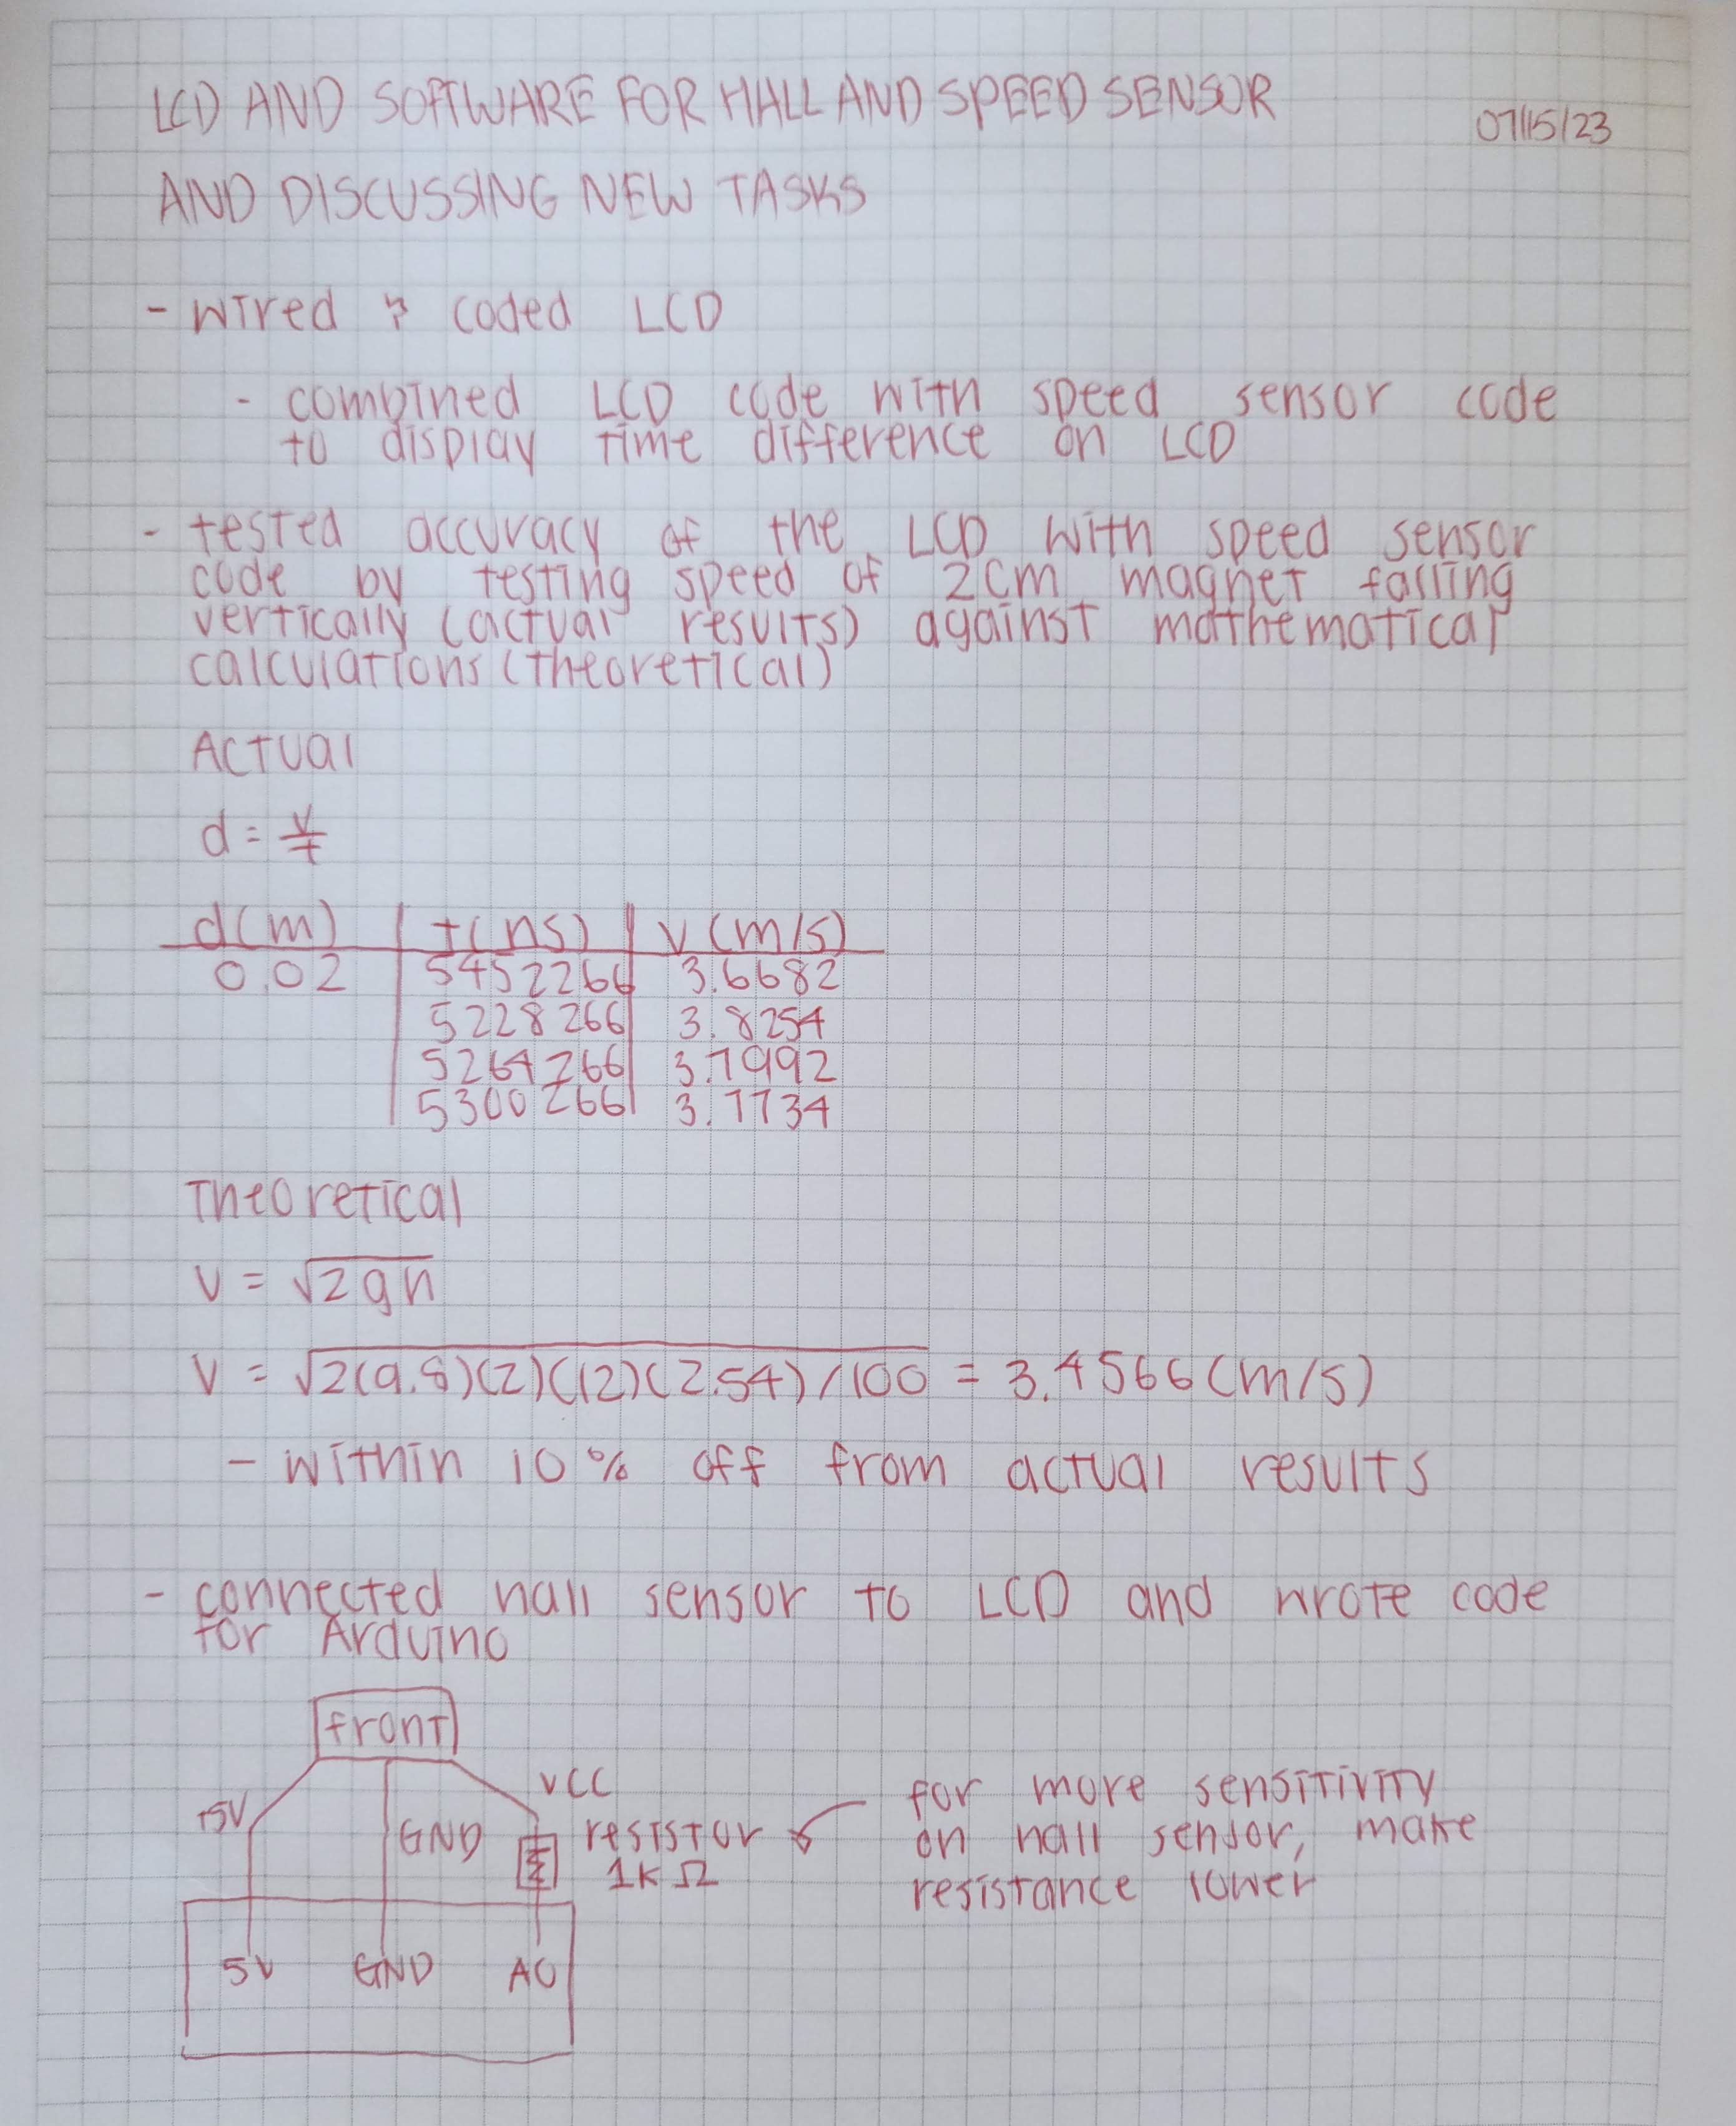 LCD AND SOFTWARE FOR HALL AND SPEED SENSOR
07/15/23
AND DISCUSSING NEW TASKS
- wired & coded LCD
- combined LCD code with speed sensor code
to display time difference on LCD
- tested accuracy of the LCD with speed sensor
code by testing speed of 2cm magnet falling
vertically (actual results) against mathematical
calculations (theoretical)
Actual
d = v/t
d(m) t(ns) v(m/s)
0.02 5452266 3.6682
5228266 3.8254
5264266 3.7992
5300266 3.7734
Theoretical
v = √2gh
v = √2(9.8)(2)(12)(2.54)/100 = 3.4566(m/s)
- within 10% off from actual results
- connected hall sensor to LCD and wrote code
for Arduino
front
+5V
GND
VCC
resistor
1kΩ
for more sensitivity
on hall sensor, make
resistance lower
5V GND A0